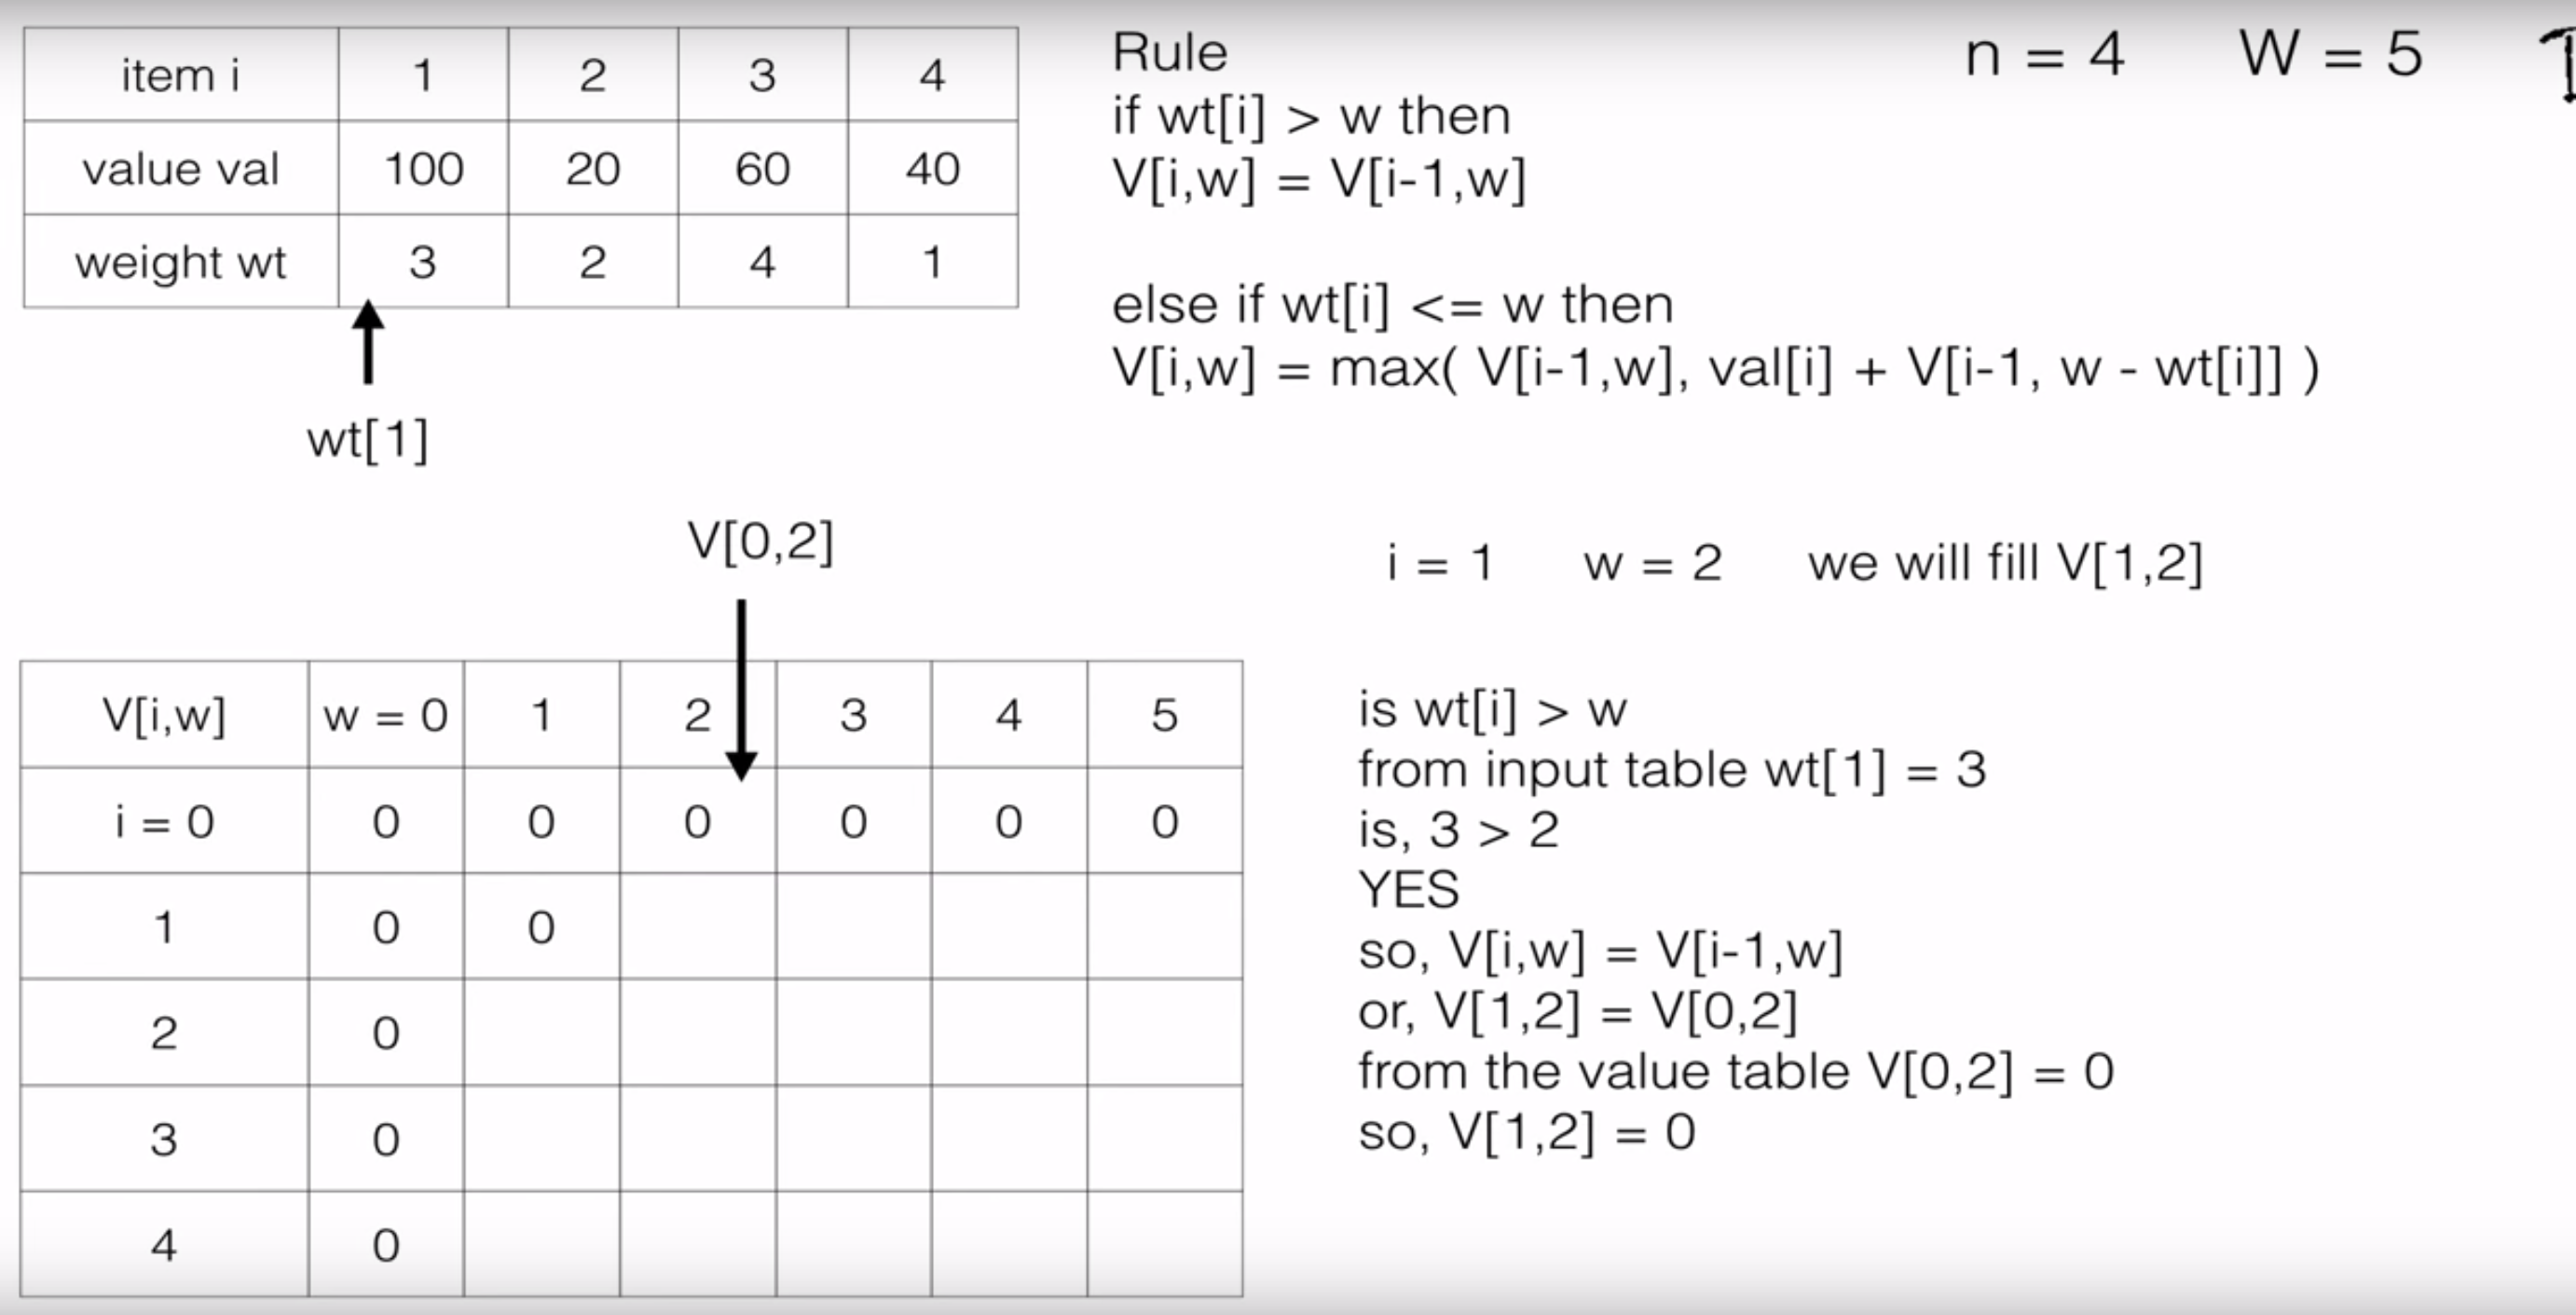 item i 1 2 3 4
value val 100 20 60 40
weight wt 3 2 4 1
wt[1]
Rule
if wt[i] > w then
V[i,w] = V[i-1,w]
else if wt[i] <= w then
V[i,w] = max( V[i-1,w], val[i] + V[i-1, w - wt[i]] )
n = 4 W = 5
V[0,2]
i = 1 w = 2 we will fill V[1,2]
V[i,w] w = 0 1 2 3 4 5
i = 0 0 0 0 0 0 0
1 0 0
2 0
3 0
4 0
is wt[i] > w
from input table wt[1] = 3
is, 3 > 2
YES
so, V[i,w] = V[i-1,w]
or, V[1,2] = V[0,2]
from the value table V[0,2] = 0
so, V[1,2] = 0